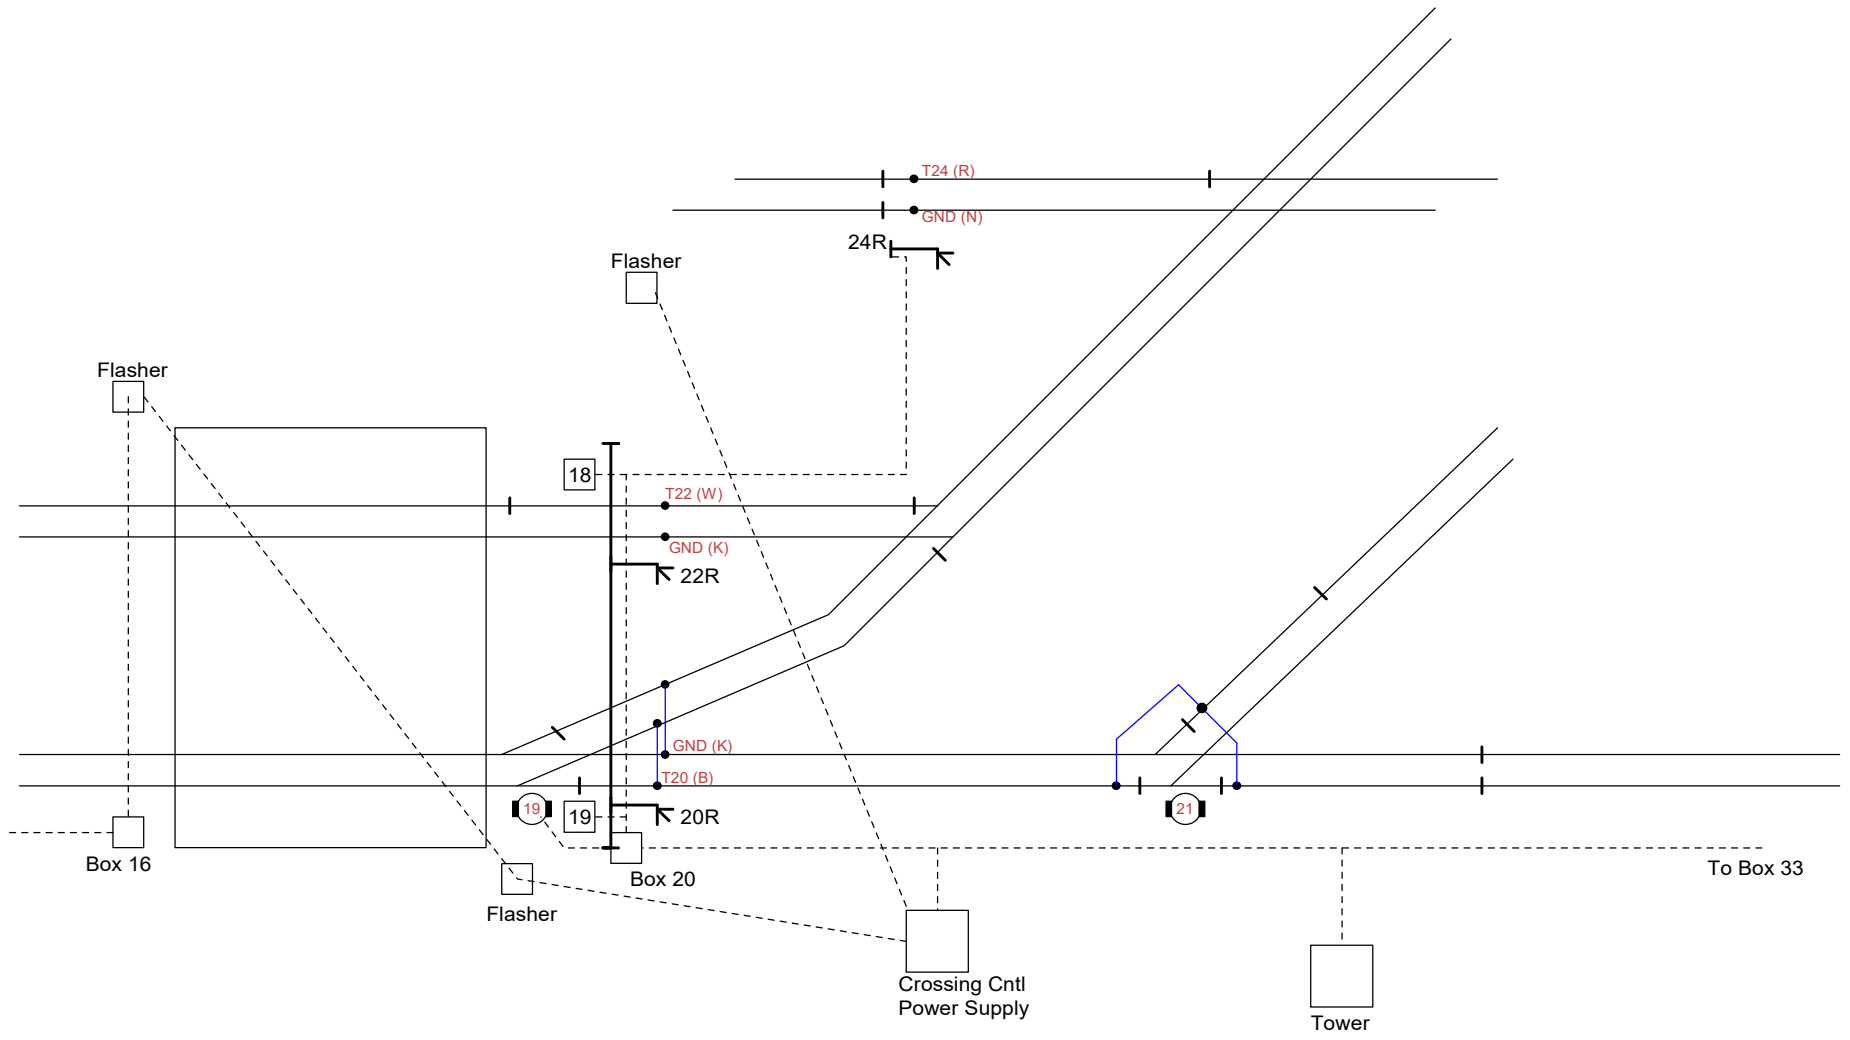 T24 (R)
GND (N)
24R
Flasher
Flasher
18
T22 (W)
GND (K)
22R
GND (K)
T20 (B)
19
19
20R
21
Box 16
Box 20
To Box 33
Flasher
Crossing Cntl
Power Supply
Tower